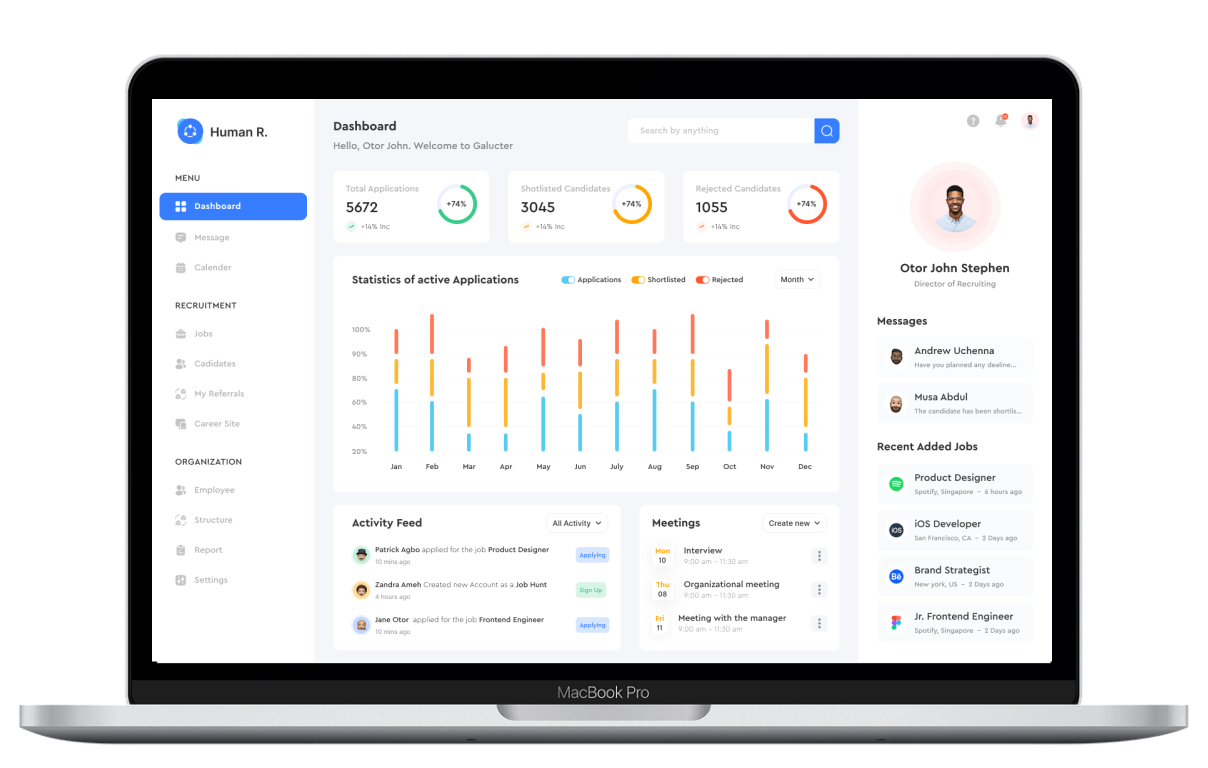 Human R.
MENU
Dashboard
Message
Calender
RECRUITMENT
Jobs
Cadidates
My Referrals
Career Site
ORGANIZATION
Employee
Structure
Report
Settings
Dashboard
Hello, Otor John. Welcome to Galucter
Search by anything
Total Applications
5672
+14% Inc
+74%
Shotlisted Candidates
3045
+14% Inc
+74%
Rejected Candidates
1055
+14% Inc
+74%
Statistics of active Applications
Applications
Shortlisted
Rejected
Month
100%
90%
80%
60%
40%
20%
Jan Feb Mar Apr May Jun July Aug Sep Oct Nov Dec
Activity Feed
All Activity
Patrick Agbo applied for the job Product Designer
10 mins ago
Applying
Zandra Ameh Created new Account as a Job Hunt
4 hours ago
Sign Up
Jane Otor applied for the job Frontend Engineer
10 mins ago
Applying
Meetings
Create new
Mon
10
Interview
9:00 am - 11:30 am
Thu
08
Organizational meeting
9:00 am - 11:30 am
Fri
11
Meeting with the manager
9:00 am - 11:30 am
?
Otor John Stephen
Director of Recruiting
Messages
Andrew Uchenna
Have you planned any dealine...
Musa Abdul
The candidate has been shortlis...
Recent Added Jobs
Product Designer
Spotify, Singapore - 6 hours ago
iOS
iOS Developer
San Francisco, CA - 2 Days ago
Bē
Brand Strategist
New york, US - 2 Days ago
Jr. Frontend Engineer
Spotify, Singapore - 2 Days ago
MacBook Pro